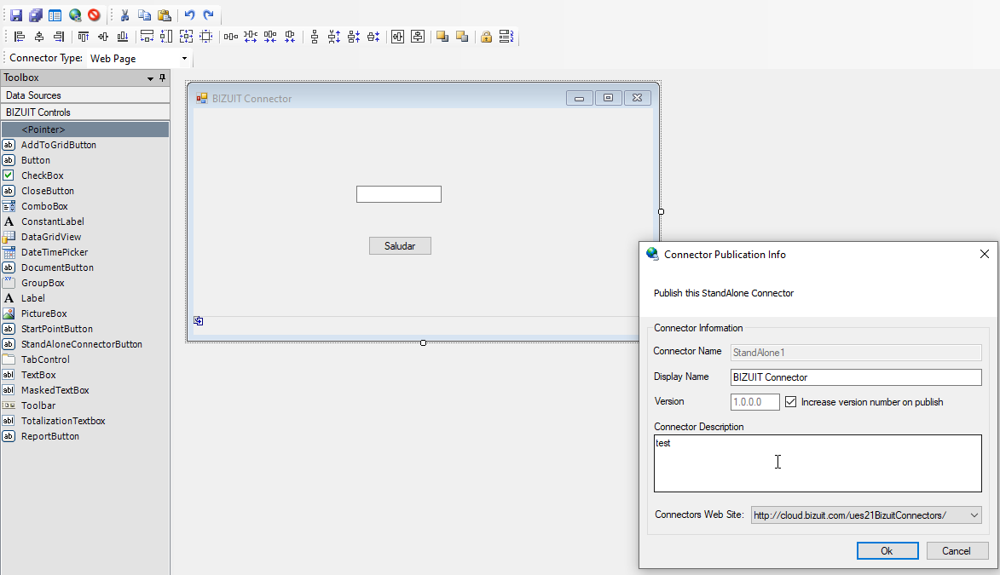 Connector Type: Web Page
Toolbox
Data Sources
BIZUIT Controls
<Pointer>
AddToGridButton
Button
CheckBox
CloseButton
ComboBox
ConstantLabel
DataGridView
DateTimePicker
DocumentButton
GroupBox
Label
PictureBox
StartPointButton
StandAloneConnectorButton
TabControl
TextBox
MaskedTextBox
Toolbar
TotalizationTextbox
ReportButton
BIZUIT Connector
Saludar
Connector Publication Info
Publish this StandAlone Connector
Connector Information
Connector Name StandAlone1
Display Name BIZUIT Connector
Version 1.0.0.0 Increase version number on publish
Connector Description
test
Connectors Web Site: http://cloud.bizuit.com/ues21BizuitConnectors/
Ok Cancel